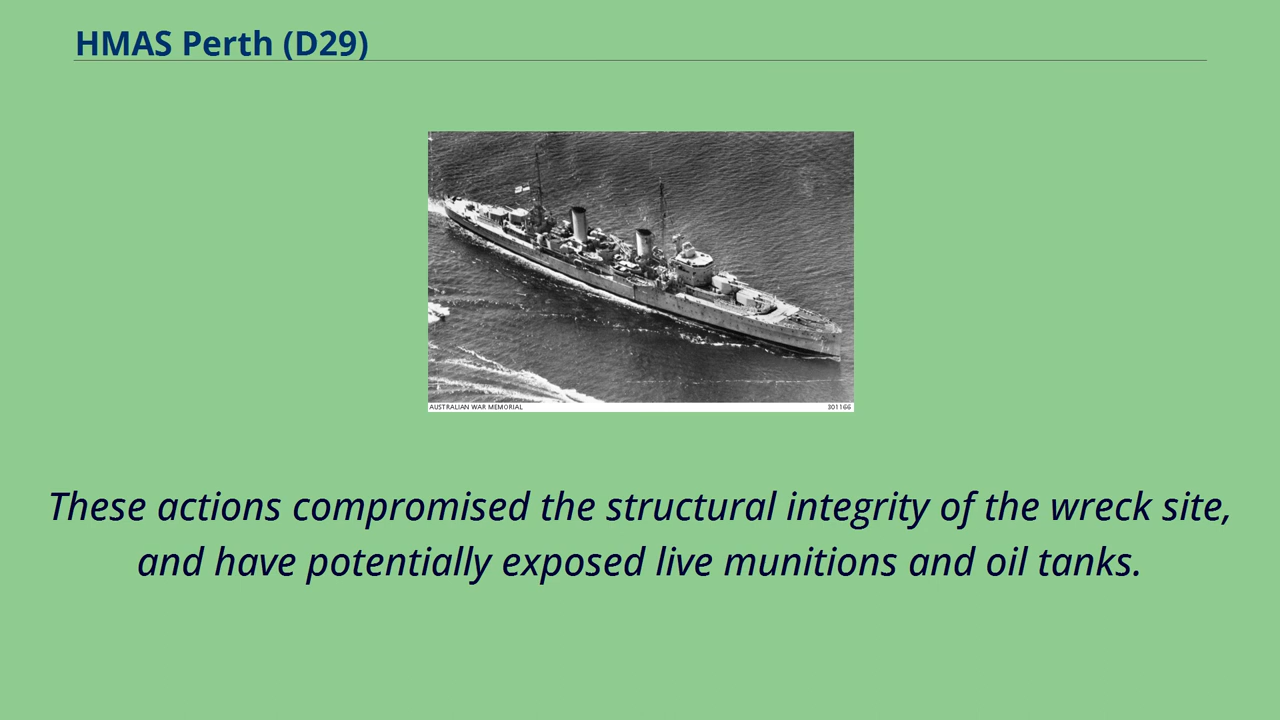 HMAS Perth (D29)
AUSTRALIAN WAR MEMORIAL 301166
These actions compromised the structural integrity of the wreck site,
and have potentially exposed live munitions and oil tanks.